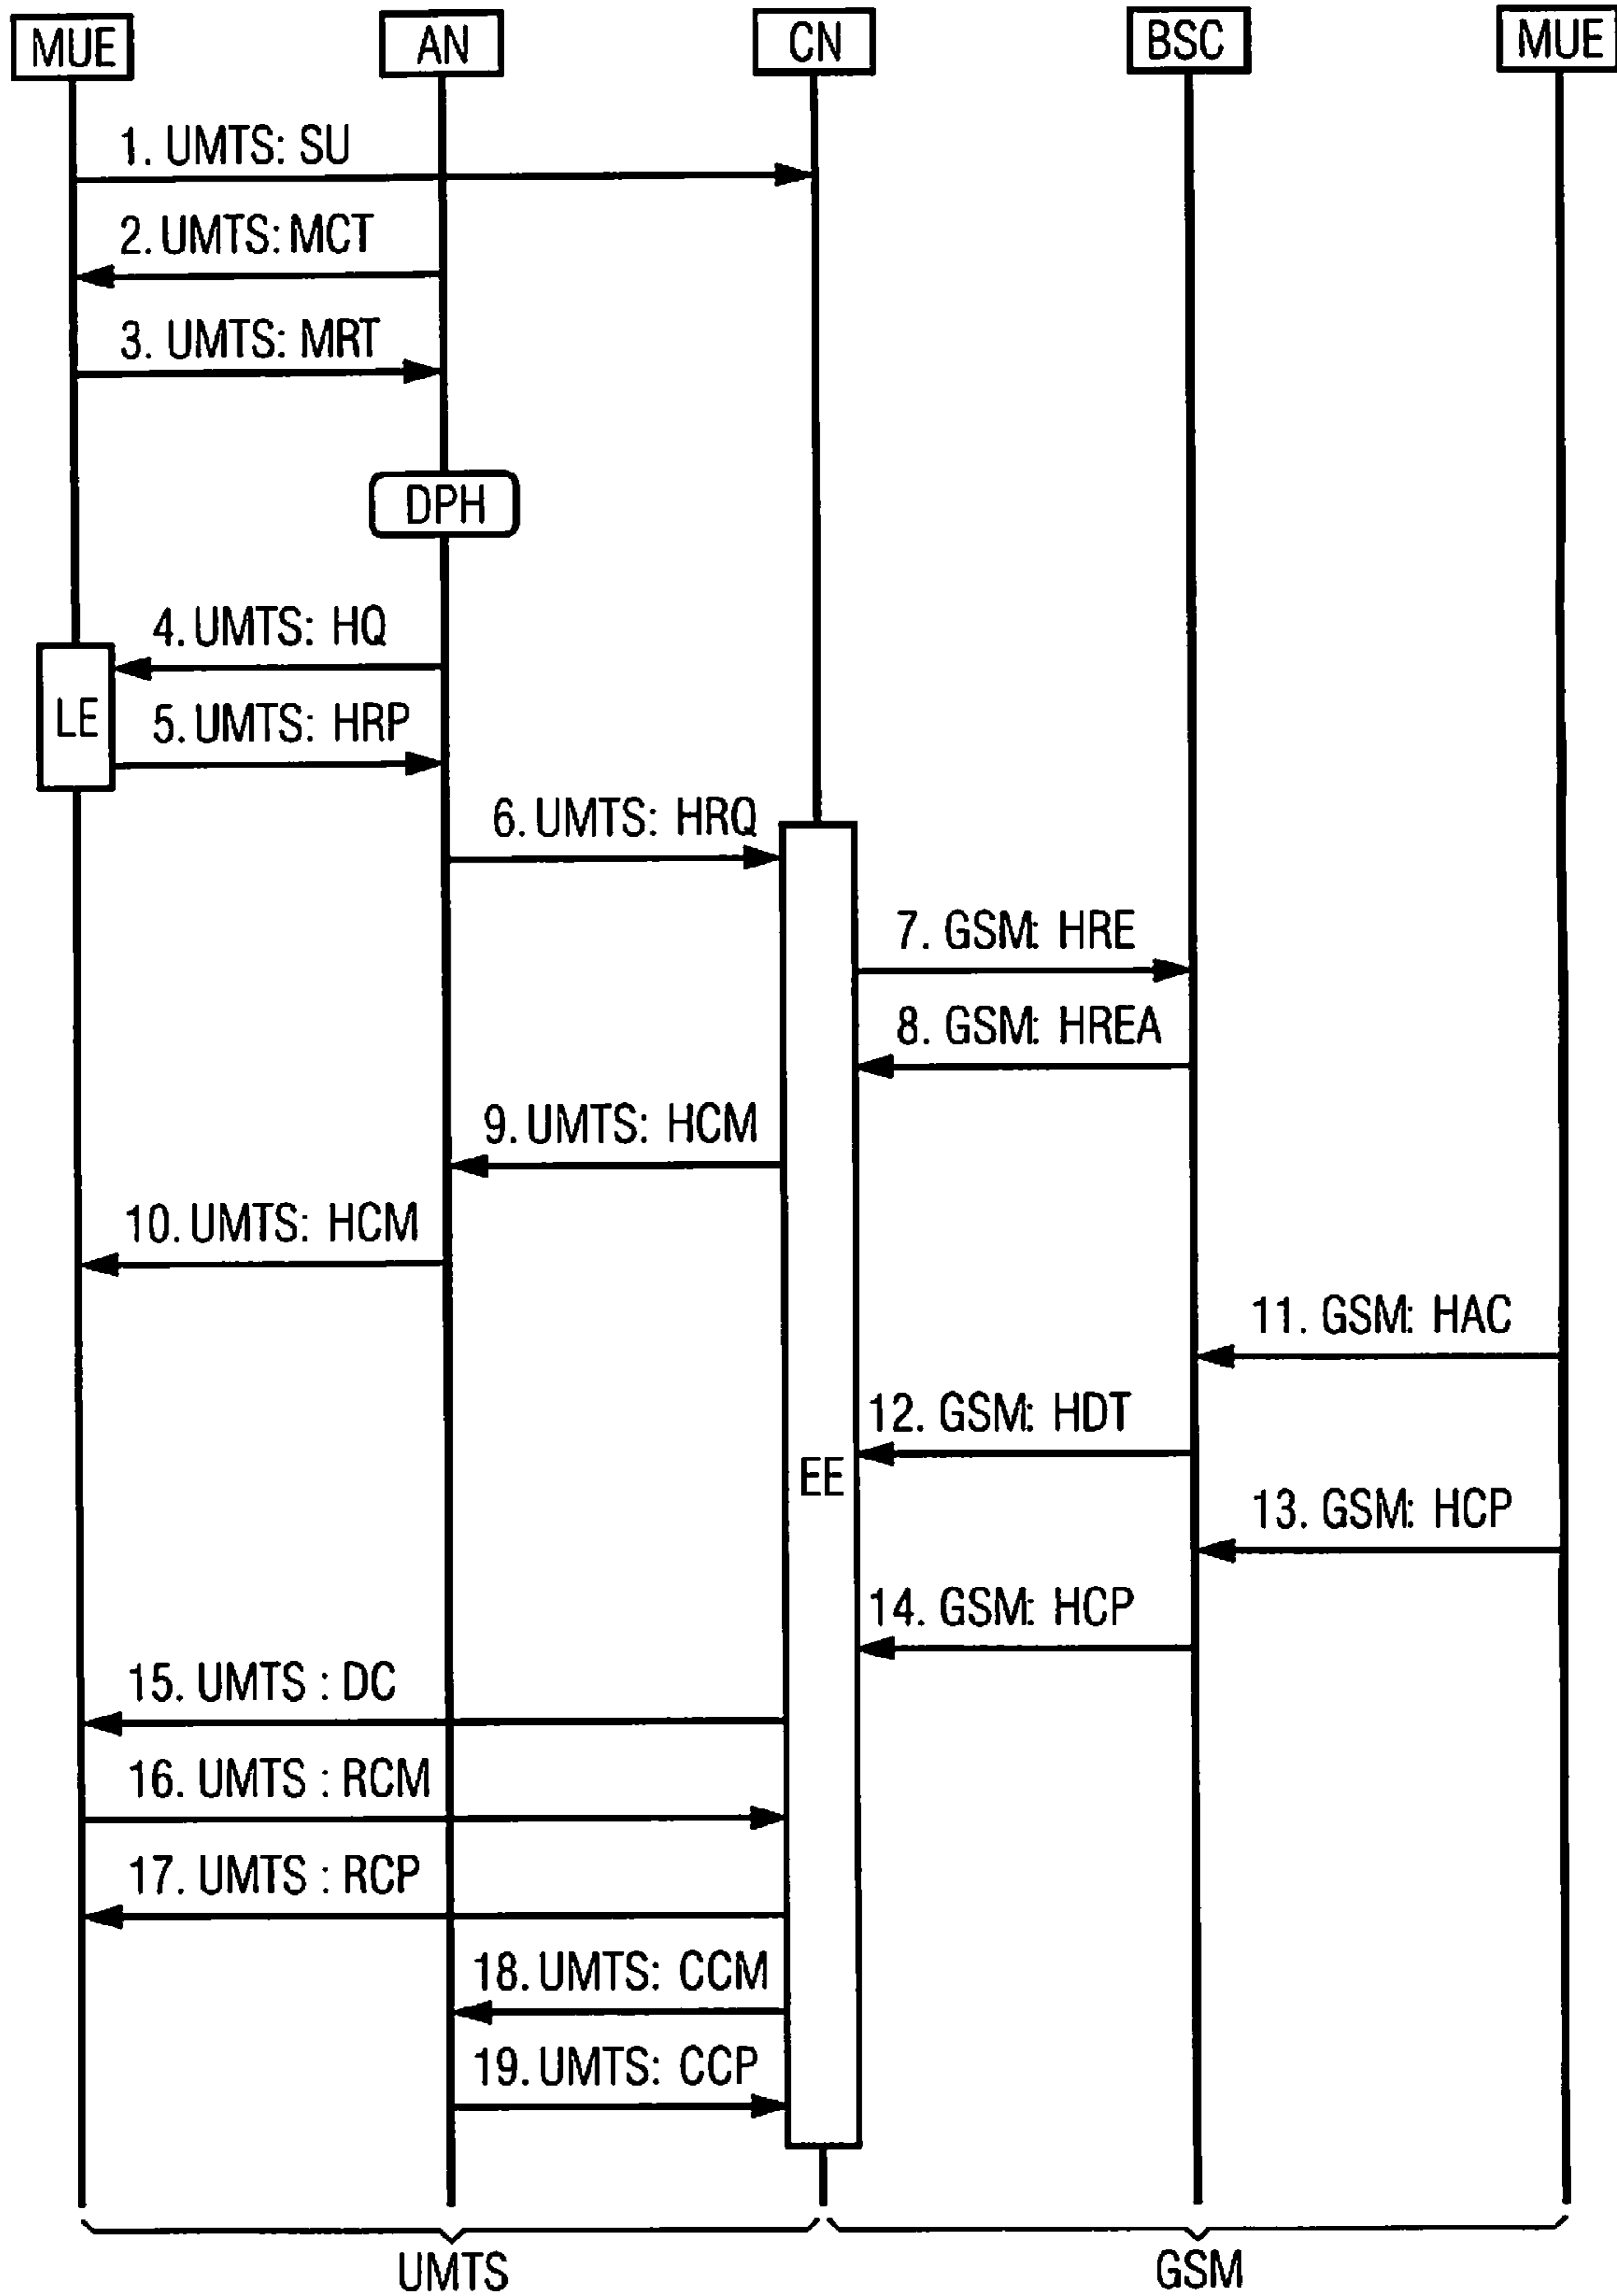 MUE AN CN BSC MUE
1. UMTS: SU
2. UMTS: MCT
3. UMTS: MRT
DPH
4. UMTS: HQ
LE
5. UMTS: HRP
6. UMTS: HRQ
7. GSM: HRE
8. GSM: HREA
9. UMTS: HCM
10. UMTS: HCM
11. GSM: HAC
12. GSM: HDT
EE
13. GSM: HCP
14. GSM: HCP
15. UMTS : DC
16. UMTS : RCM
17. UMTS : RCP
18. UMTS: CCM
19. UMTS: CCP
UMTS GSM